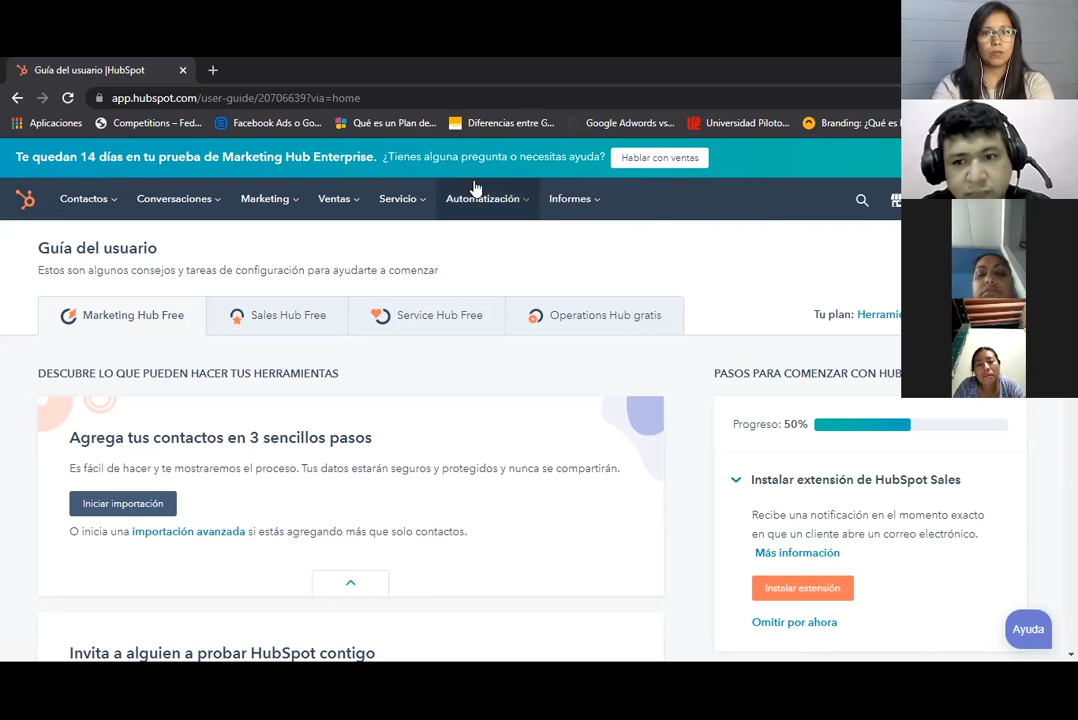 Guía del usuario |HubSpot
app.hubspot.com/user-guide/20706639?via=home
Aplicaciones
Competitions – Fed...
Facebook Ads o Go...
Qué es un Plan de...
Diferencias entre G...
Google Adwords vs...
Universidad Piloto...
Branding: ¿Qué es
Te quedan 14 días en tu prueba de Marketing Hub Enterprise. ¿Tienes alguna pregunta o necesitas ayuda? Hablar con ventas
Contactos Conversaciones Marketing Ventas Servicio Automatización Informes
Guía del usuario
Estos son algunos consejos y tareas de configuración para ayudarte a comenzar
Marketing Hub Free
Sales Hub Free
Service Hub Free
Operations Hub gratis
Tu plan: Herramie
DESCUBRE LO QUE PUEDEN HACER TUS HERRAMIENTAS
Agrega tus contactos en 3 sencillos pasos
Es fácil de hacer y te mostraremos el proceso. Tus datos estarán seguros y protegidos y nunca se compartirán.
Iniciar importación
O inicia una importación avanzada si estás agregando más que solo contactos.
Invita a alguien a probar HubSpot contigo
PASOS PARA COMENZAR CON HUB
Progreso: 50%
Instalar extensión de HubSpot Sales
Recibe una notificación en el momento exacto
en que un cliente abre un correo electrónico.
Más información
Instalar extensión
Omitir por ahora
Ayuda